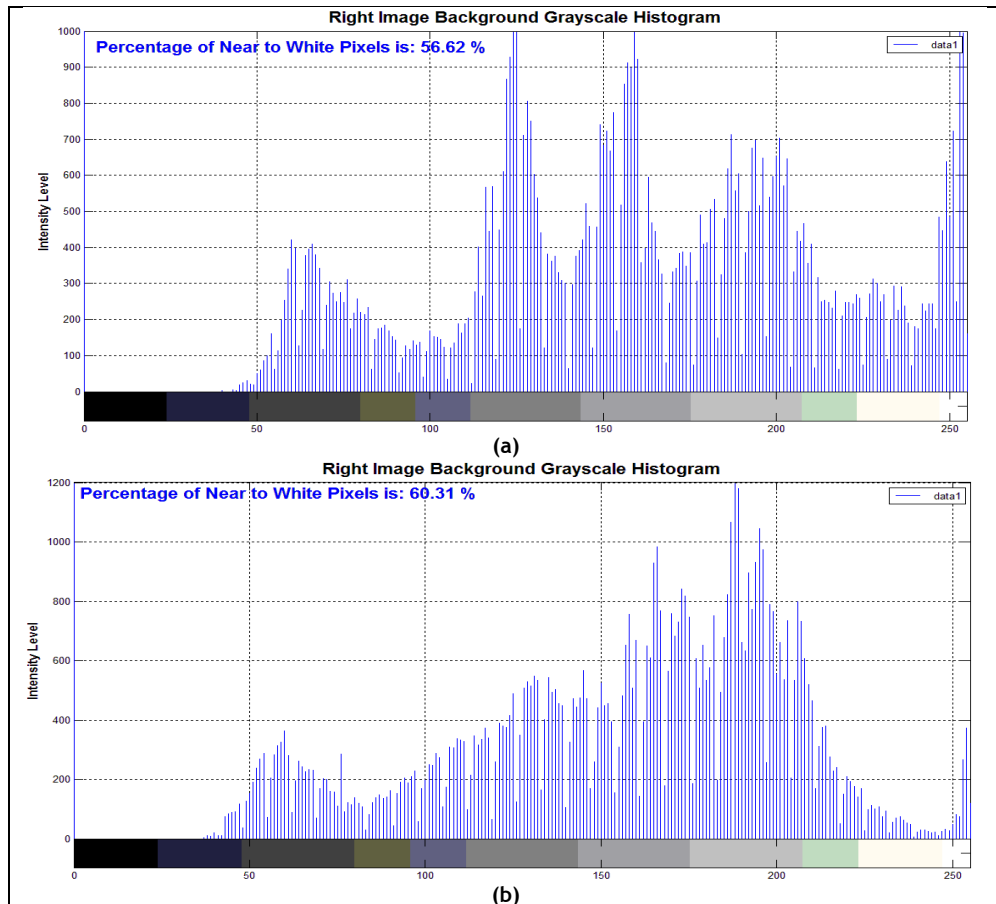 Right Image Background Grayscale Histogram
Percentage of Near to White Pixels is: 56.62 %
data1
1000
900
800
700
600
500
400
300
200
100
0
Intensity Level
0 50 100 150 200 250
(a)
Right Image Background Grayscale Histogram
Percentage of Near to White Pixels is: 60.31 %
data1
1200
1000
800
600
400
200
0
Intensity Level
0 50 100 150 200 250
(b)